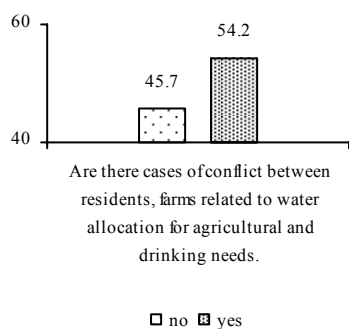 60
54.2
45.7
40
Are there cases of conflict between
residents, farms related to water
allocation for agricultural and
drinking needs.
no yes